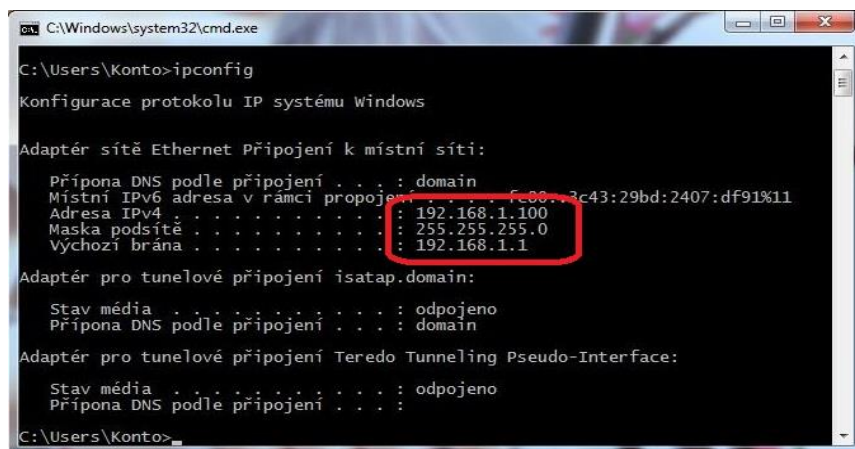 C:\Windows\system32\cmd.exe
C:\Users\Konto>ipconfig
Konfigurace protokolu IP systému Windows
Adaptér sítě Ethernet Připojení k místní síti:
Přípona DNS podle připojení . . . : domain
Místní IPv6 adresa v rámci propojení . . . . : fe80::3c43:29bd:2407:df91%11
Adresa IPv4 . . . . . . . . . . . : 192.168.1.100
Maska podsítě . . . . . . . . . . : 255.255.255.0
Výchozí brána . . . . . . . . . . : 192.168.1.1
Adaptér pro tunelové připojení isatap.domain:
Stav média . . . . . . . . . . . : odpojeno
Přípona DNS podle připojení . . . : domain
Adaptér pro tunelové připojení Teredo Tunneling Pseudo-Interface:
Stav média . . . . . . . . . . . : odpojeno
Přípona DNS podle připojení . . . :
C:\Users\Konto>_